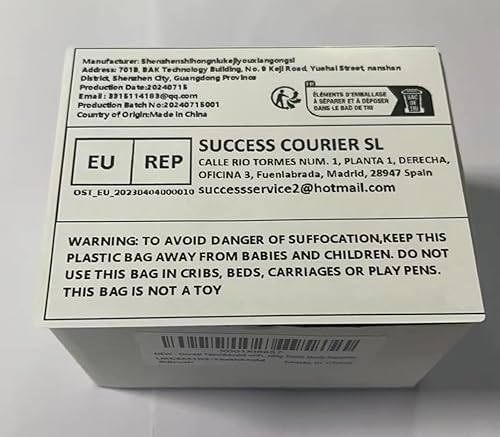 Manufacturer: Shenzhenshihongniukejiyouxiangongsi
Address: 701B, BAK Technology Building, No. 9 Keji Road, Yuehai Street, nanshan
District, Shenzhen City, Guangdong Province
Production Date:20240715
Email : 3315114183@qq.com
Production Batch No:20240715001
Country of Origin:Made in China
FR
ÉLÉMENTS D'EMBALLAGE
À SÉPARER ET À DÉPOSER
DANS LE BAC DE TRI
BAC
DE
TRI
EU REP
OST_EU_20230404000010
SUCCESS COURIER SL
CALLE RIO TORMES NUM. 1, PLANTA 1, DERECHA,
OFICINA 3, Fuenlabrada, Madrid, 28947 Spain
successservice2@hotmail.com
WARNING: TO AVOID DANGER OF SUFFOCATION,KEEP THIS
PLASTIC BAG AWAY FROM BABIES AND CHILDREN. DO NOT
USE THIS BAG IN CRIBS, BEDS, CARRIAGES OR PLAY PENS.
THIS BAG IS NOT A TOY
Made in China